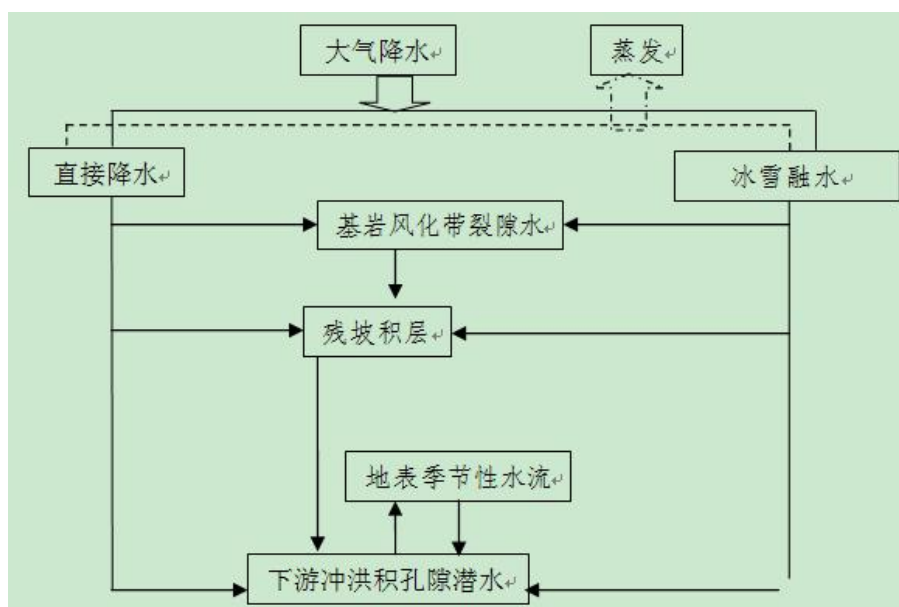 大气降水
蒸发
直接降水
冰雪融水
基岩风化带裂隙水
残坡积层
地表季节性水流
下游冲洪积孔隙潜水